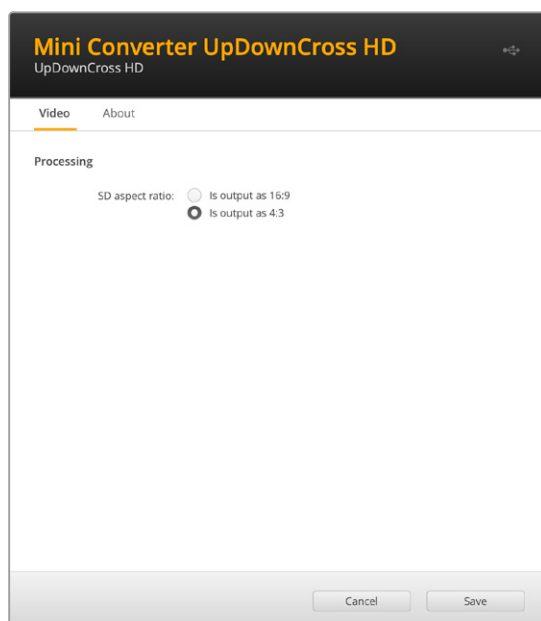 Mini Converter UpDownCross HD
UpDownCross HD
Video About
Processing
SD aspect ratio: Is output as 16:9
Is output as 4:3
Cancel Save